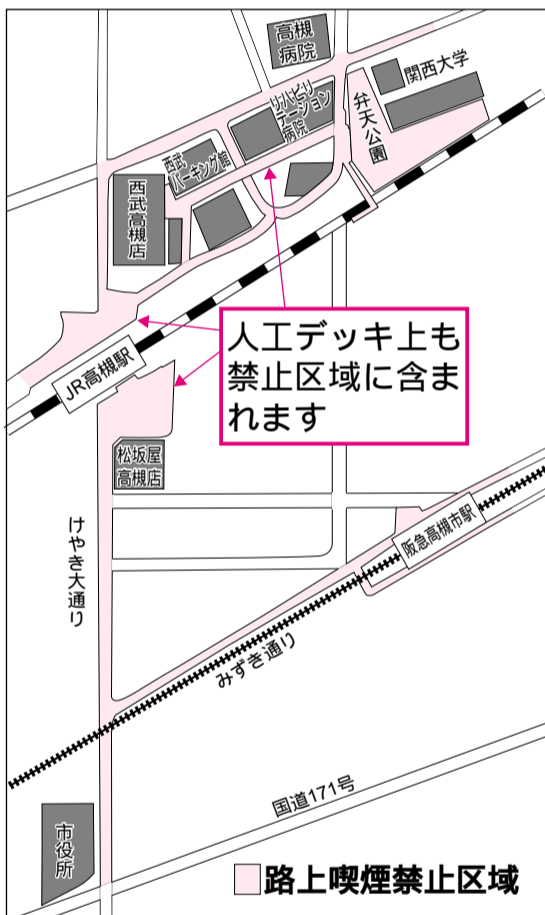 高槻
病院
関西大学
リハビリ
テーション
病院
弁天公園
西武
パーキング館
西武高槻店
人工デッキ上も
禁止区域に含ま
れます
JR高槻駅
松坂屋
高槻店
けやき大通り
阪急高槻市駅
みずき通り
国道171号
市役所
路上喫煙禁止区域